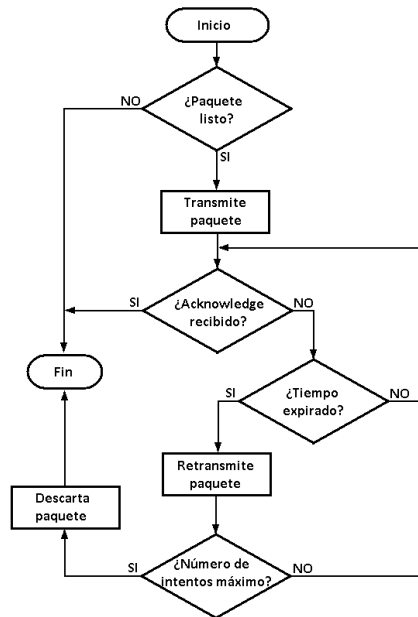 Inicio
¿Paquete
listo?
NO
SI
Transmite
paquete
SI
¿Acknowledge
recibido?
NO
Fin
SI
¿Tiempo
expirado?
NO
Retransmite
paquete
Descarta
paquete
SI
¿Número de
intentos máximo?
NO